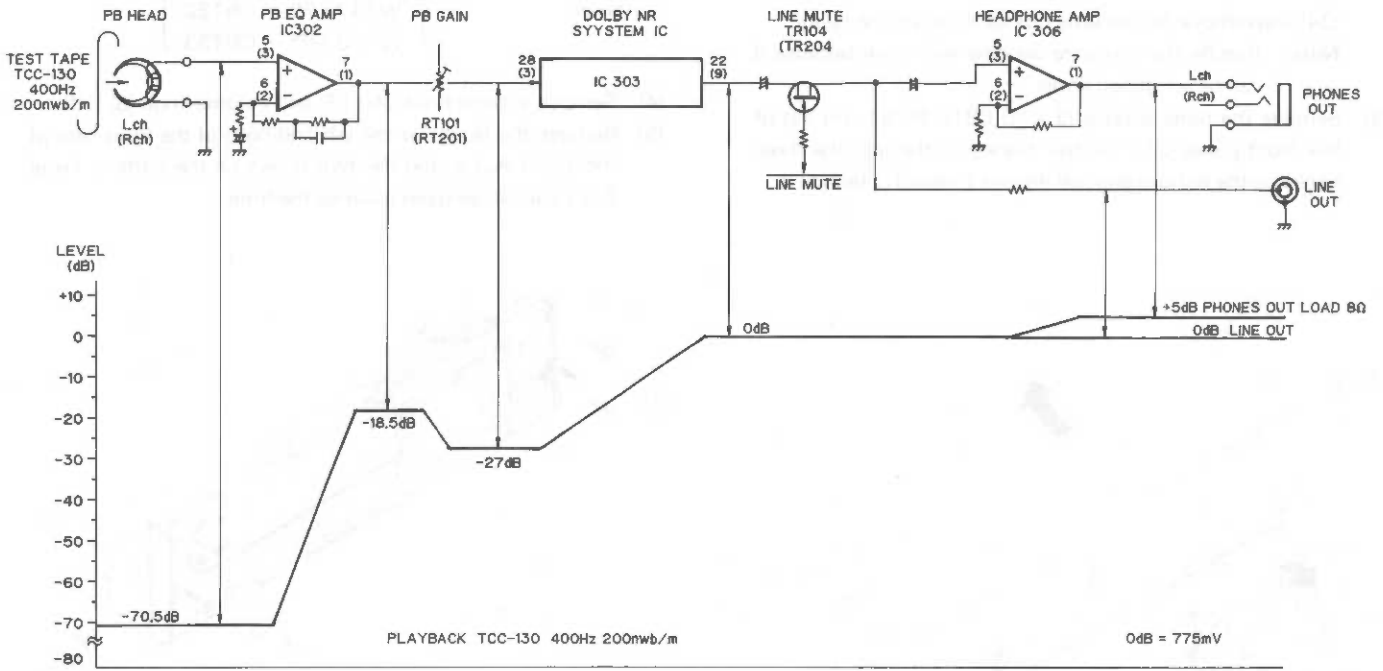 PB HEAD
PB EQ AMP
IC302
PB GAIN
DOLBY NR
SYYSTEM IC
LINE MUTE
TR104
(TR204)
HEADPHONE AMP
IC 306
TEST TAPE
TCC-130
400Hz
200nwb/m
Lch
(Rch)
5
(3)
6
(2)
7
(1)
+
−
RT101
(RT201)
28
(3)
IC 303
22
(9)
LINE MUTE
5
(3)
6
(2)
7
(1)
+
−
Lch
(Rch)
PHONES
OUT
LINE
OUT
LEVEL
(dB)
+10
0
-10
-20
-30
-40
-50
-60
-70
-80
-70.5dB
-18.5dB
-27dB
0dB
+5dB PHONES OUT LOAD 8Ω
0dB LINE OUT
PLAYBACK TCC-130 400Hz 200nwb/m
0dB = 775mV